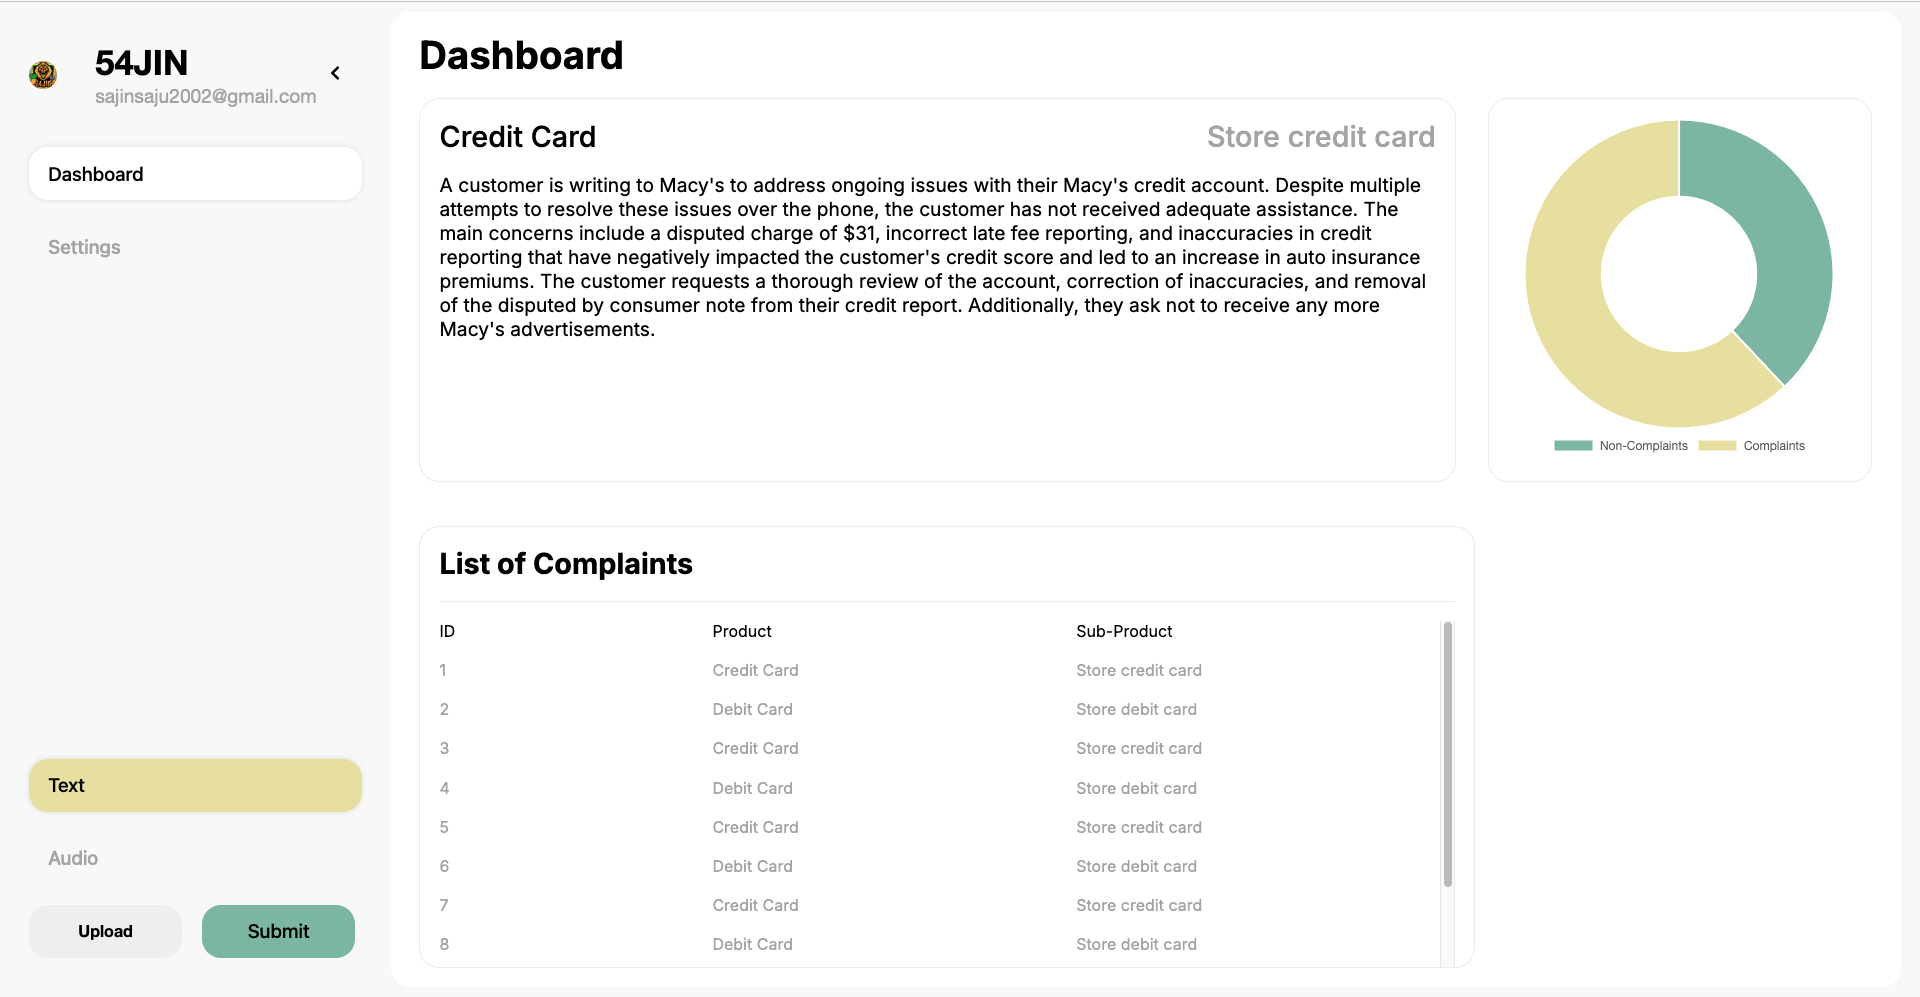 54JIN
sajinsaju2002@gmail.com
Dashboard
Settings
Text
Audio
Upload
Submit
Dashboard
Credit Card
Store credit card
A customer is writing to Macy's to address ongoing issues with their Macy's credit account. Despite multiple
attempts to resolve these issues over the phone, the customer has not received adequate assistance. The
main concerns include a disputed charge of $31, incorrect late fee reporting, and inaccuracies in credit
reporting that have negatively impacted the customer's credit score and led to an increase in auto insurance
premiums. The customer requests a thorough review of the account, correction of inaccuracies, and removal
of the disputed by consumer note from their credit report. Additionally, they ask not to receive any more
Macy's advertisements.
Non-Complaints Complaints
List of Complaints
ID Product Sub-Product
1 Credit Card Store credit card
2 Debit Card Store debit card
3 Credit Card Store credit card
4 Debit Card Store debit card
5 Credit Card Store credit card
6 Debit Card Store debit card
7 Credit Card Store credit card
8 Debit Card Store debit card